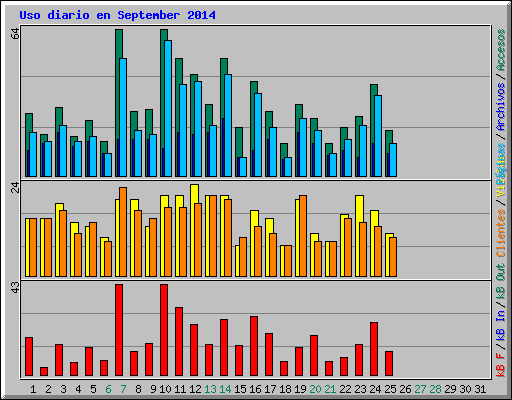 Uso diario en September 2014
64
24
43
1 2 3 4 5 6 7 8 9 10 11 12 13 14 15 16 17 18 19 20 21 22 23 24 25 26 27 28 29 30 31
kB F / kB In / kB Out Clientes / / Archivos / Accesos